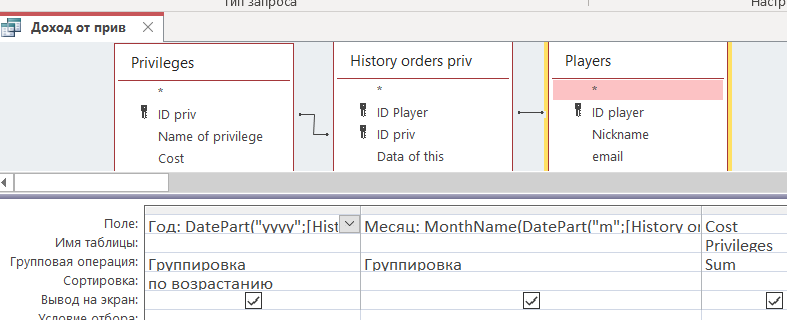 Тип запроса
Настр
Доход от прив
Privileges
*
ID priv
Name of privilege
Cost
History orders priv
*
ID Player
ID priv
Data of this
Players
*
ID player
Nickname
email
Поле: Год: DatePart("yyyy";[Hist Месяц: MonthName(DatePart("m";[History or Cost
Имя таблицы: Privileges
Групповая операция: Группировка Группировка Sum
Сортировка: по возрастанию
Вывод на экран:
Условие отбора: